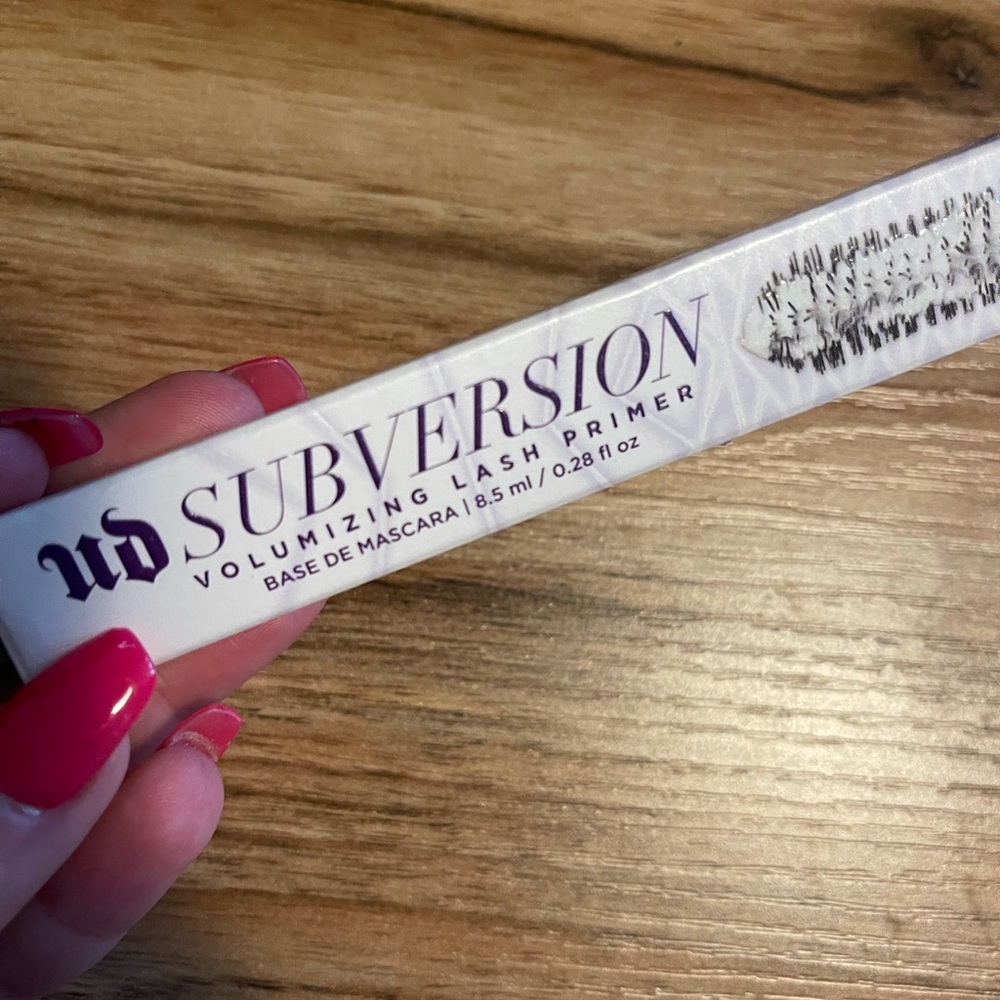 UD SUBVERSION
VOLUMIZING LASH PRIMER
BASE DE MASCARA | 8.5 ml / 0.28 fl oz